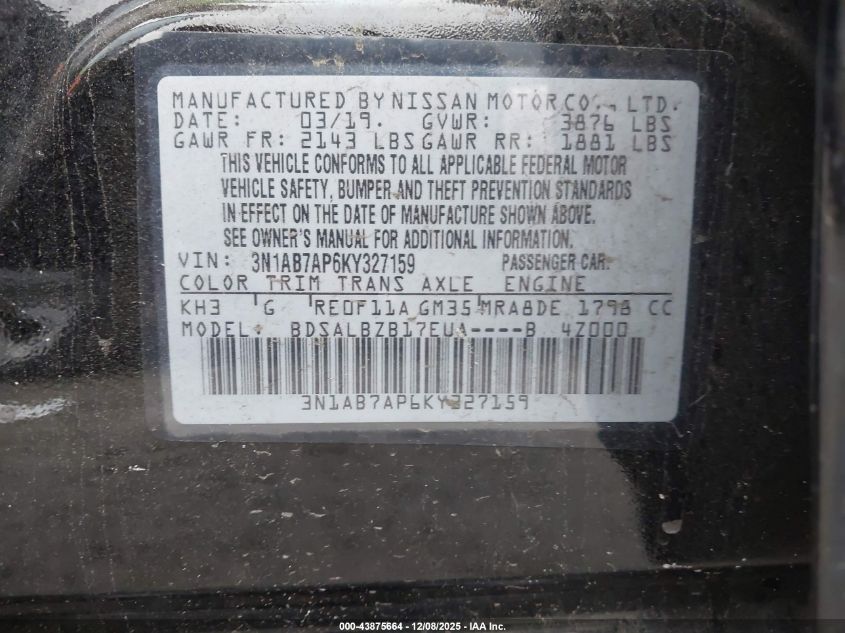 MANUFACTURED BY NISSAN MOTOR CO., LTD.
DATE: 03/19. GVWR: 3876 LBS
GAWR FR: 2143 LBS GAWR RR: 1881 LBS
THIS VEHICLE CONFORMS TO ALL APPLICABLE FEDERAL MOTOR
VEHICLE SAFETY, BUMPER AND THEFT PREVENTION STANDARDS
IN EFFECT ON THE DATE OF MANUFACTURE SHOWN ABOVE.
SEE OWNER'S MANUAL FOR ADDITIONAL INFORMATION.
VIN: 3N1AB7AP6KY327159 PASSENGER CAR.
COLOR TRIM TRANS AXLE ENGINE
KH3 G RE0F11A GM35 MRA8DE 1798 CC
MODEL: BDSALBZB17EUA----B 4Z000
3N1AB7AP6KY327159
000-43875664 - 12/08/2025 - IAA Inc.